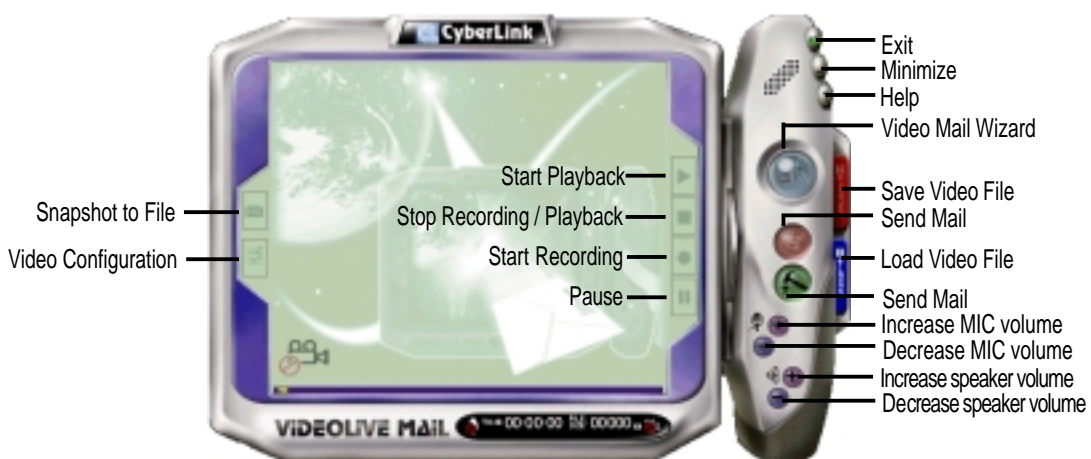 CyberLink
Exit
Minimize
Help
Video Mail Wizard
Start Playback
Save Video File
Snapshot to File
Stop Recording / Playback
Send Mail
Video Configuration
Start Recording
Load Video File
Pause
Send Mail
Increase MIC volume
Decrease MIC volume
Increase speaker volume
Decrease speaker volume
VIDEOLIVE MAIL
00:00:00
00000